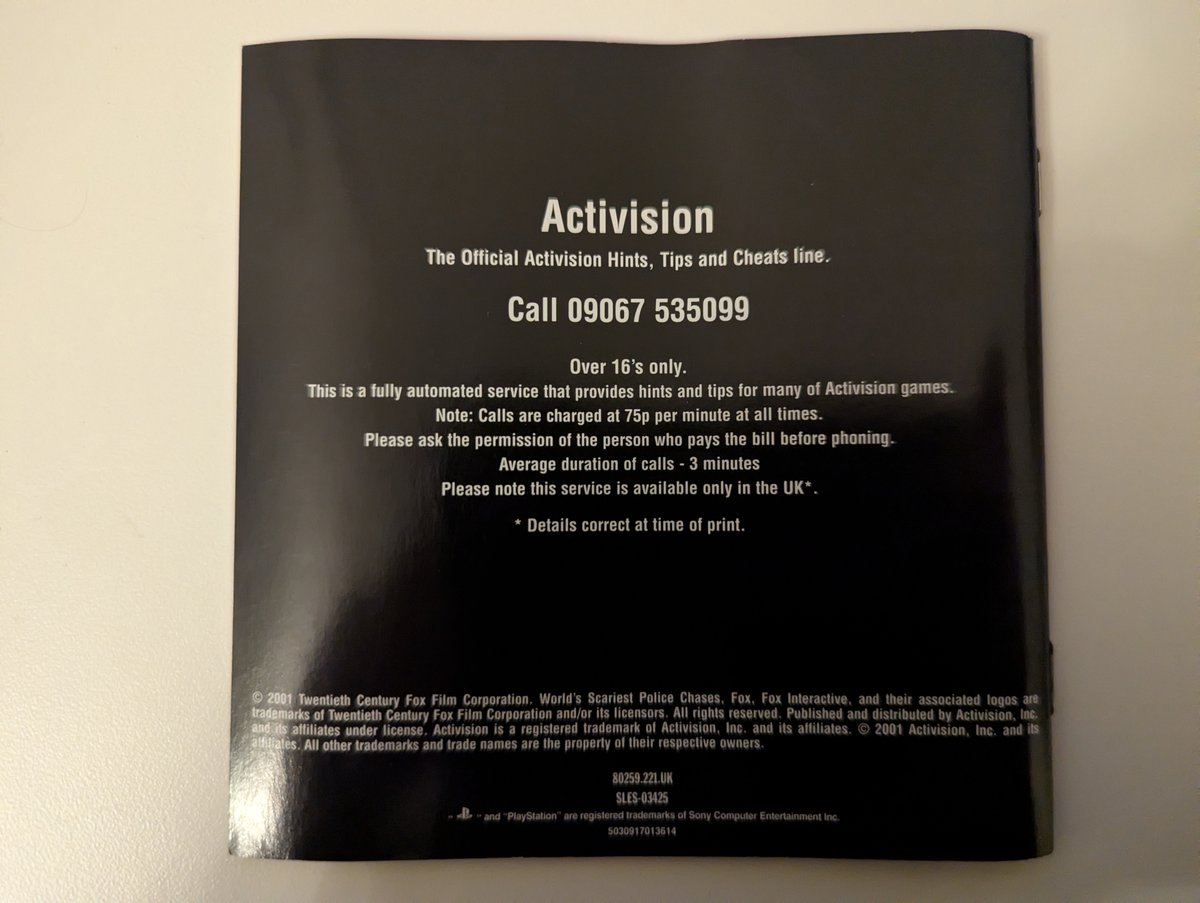 Activision
The Official Activision Hints, Tips and Cheats line.
Call 09067 535099
Over 16's only.
This is a fully automated service that provides hints and tips for many of Activision games.
Note: Calls are charged at 75p per minute at all times.
Please ask the permission of the person who pays the bill before phoning.
Average duration of calls - 3 minutes
Please note this service is available only in the UK*.
* Details correct at time of print.
© 2001 Twentieth Century Fox Film Corporation. World's Scariest Police Chases, Fox, Fox Interactive, and their associated logos are
trademarks of Twentieth Century Fox Film Corporation and/or its licensors. All rights reserved. Published and distributed by Activision, Inc.
and its affiliates under license. Activision is a registered trademark of Activision, Inc. and its affiliates. © 2001 Activision, Inc. and its
affiliates. All other trademarks and trade names are the property of their respective owners.
80259.221.UK
SLES-03425
" " and "PlayStation" are registered trademarks of Sony Computer Entertainment Inc.
5030917013614